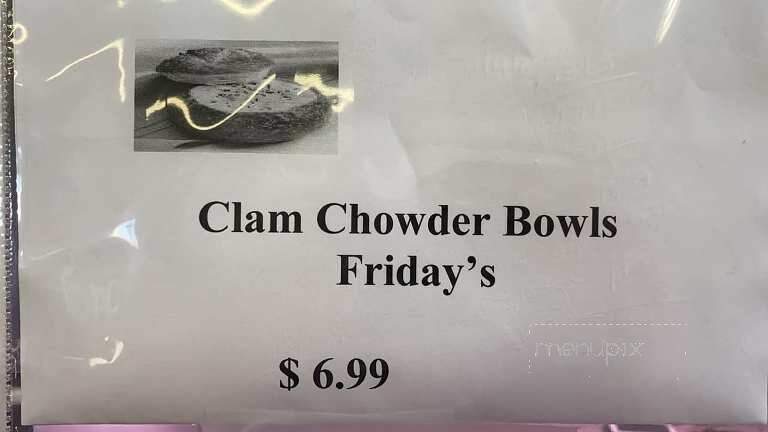 Clam Chowder Bowls
Friday's
$ 6.99
menupix